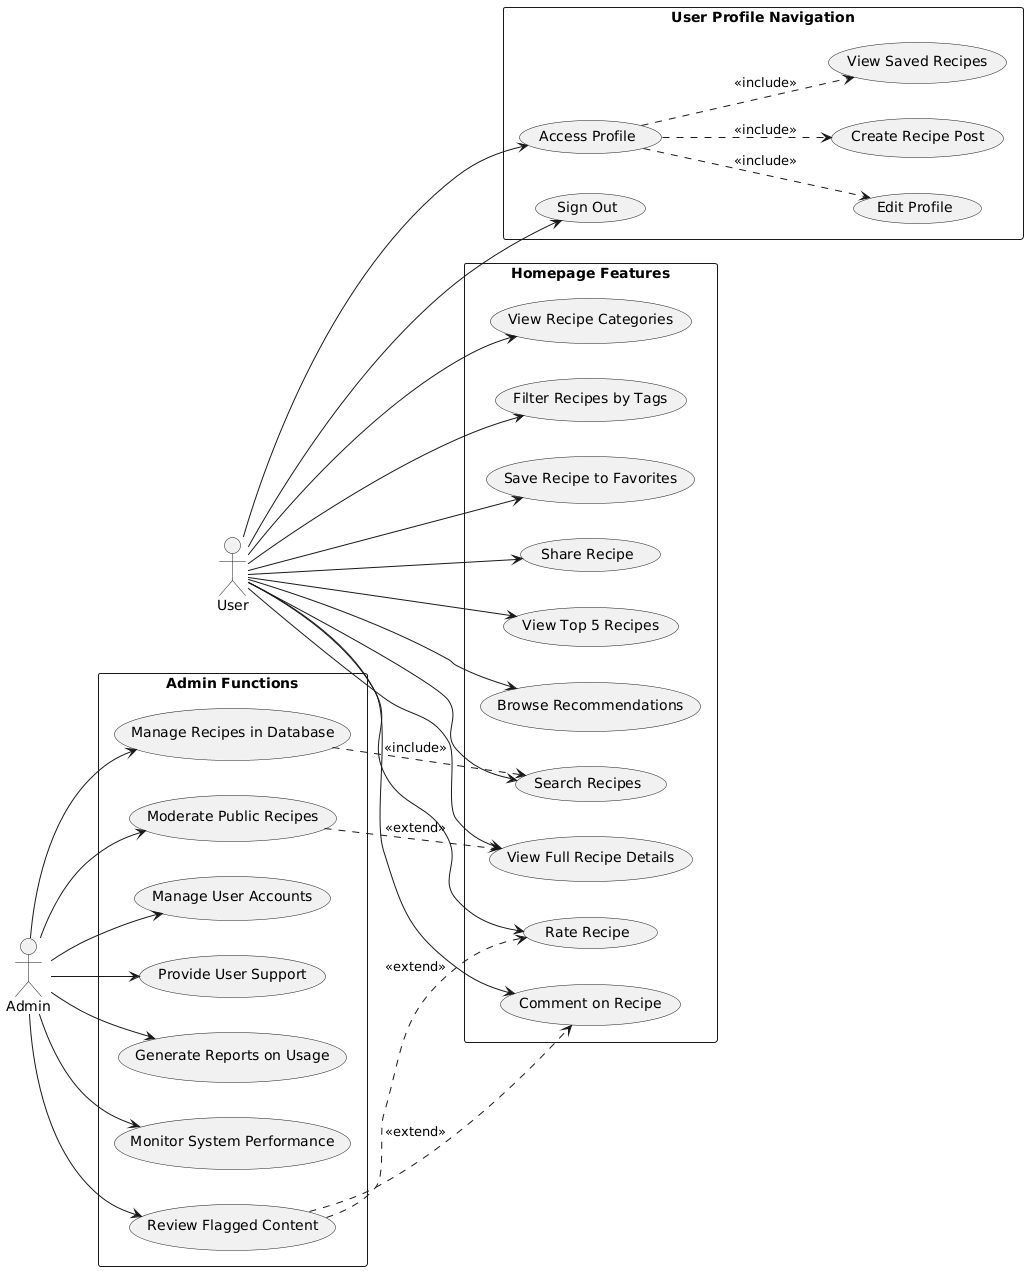 User Profile Navigation
View Saved Recipes
«include»
Access Profile
«include»
Create Recipe Post
«include»
Edit Profile
Sign Out
Homepage Features
View Recipe Categories
Filter Recipes by Tags
Save Recipe to Favorites
Share Recipe
User
View Top 5 Recipes
Browse Recommendations
Search Recipes
View Full Recipe Details
Rate Recipe
Comment on Recipe
Admin Functions
Manage Recipes in Database
«include»
Moderate Public Recipes
«extend»
Manage User Accounts
Provide User Support
«extend»
Admin
Generate Reports on Usage
Monitor System Performance
«extend»
Review Flagged Content